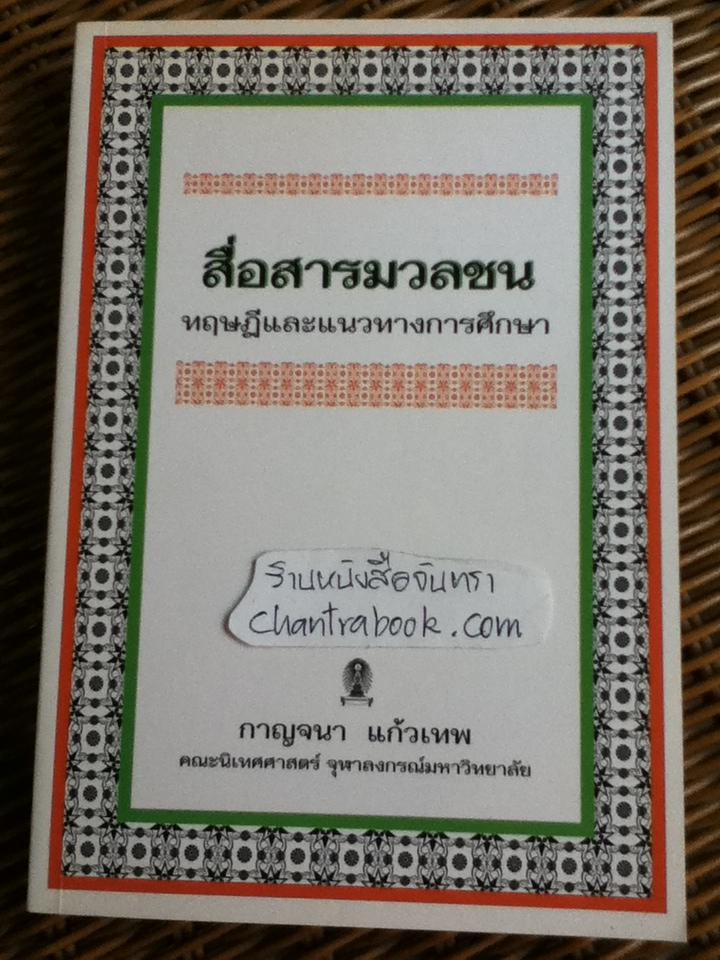 สื่อสารมวลชน
ทฤษฎีและแนวทางการศึกษา
ร้านหนังสือจันทรา
chantrabook.com
กาญจนา แก้วเทพ
คณะนิเทศศาสตร์ จุฬาลงกรณ์มหาวิทยาลัย